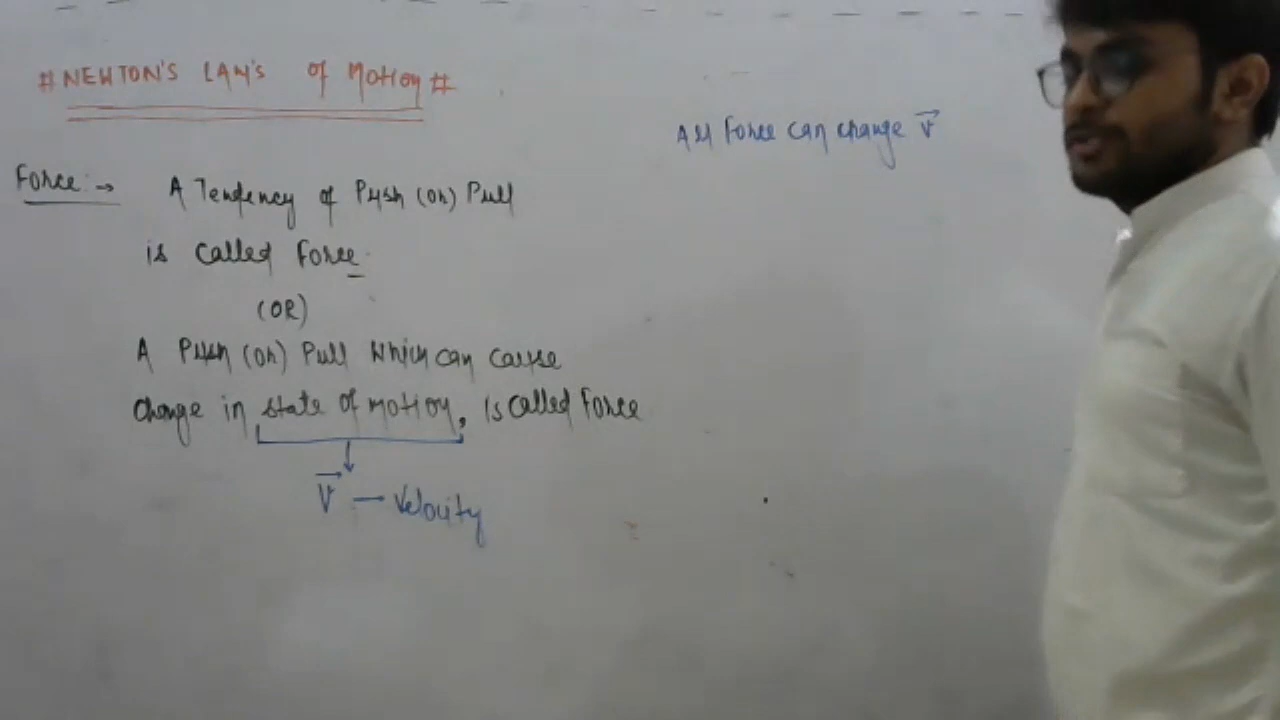 # NEWTON'S LAW'S of Motion #
Force :→ A Tendency of Push (OR) Pull
is called Force.
(OR)
A Push (OR) Pull Which can cause
Change in state of motion, is called Force
V → Velocity
All Force can change V